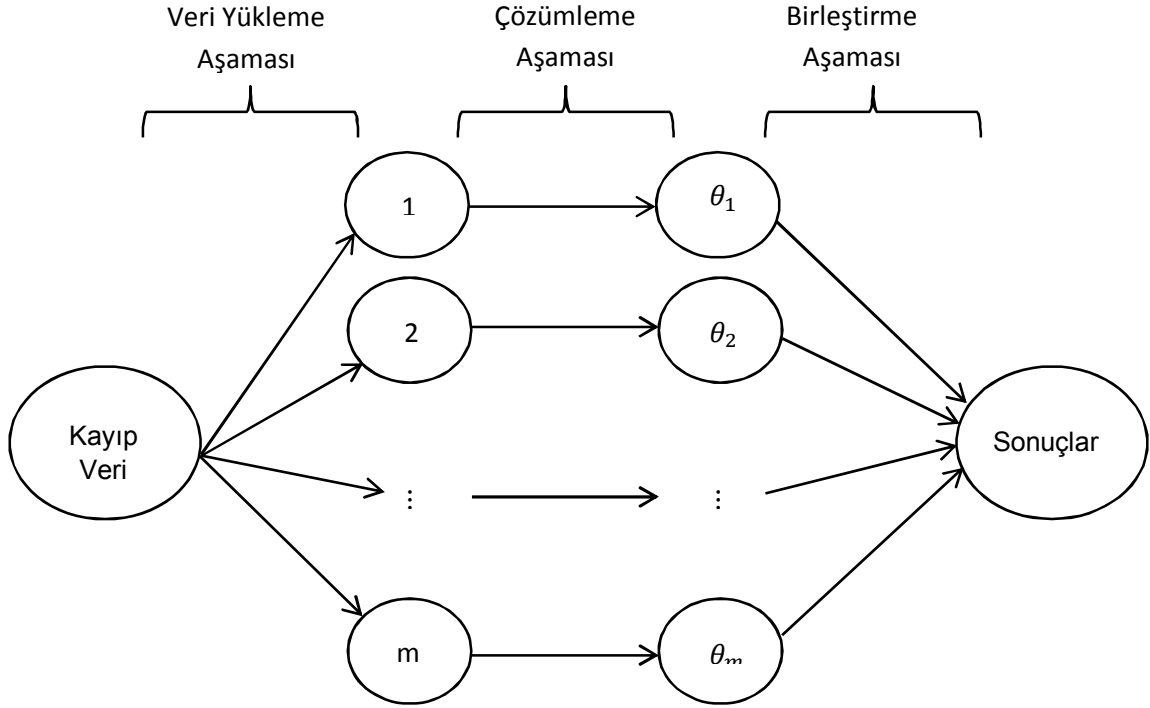 Veri Yükleme
Aşaması
Çözümleme
Aşaması
Birleştirme
Aşaması
1
θ₁
2
θ₂
Kayıp
Veri
Sonuçlar
⋮
⋮
m
θₘ